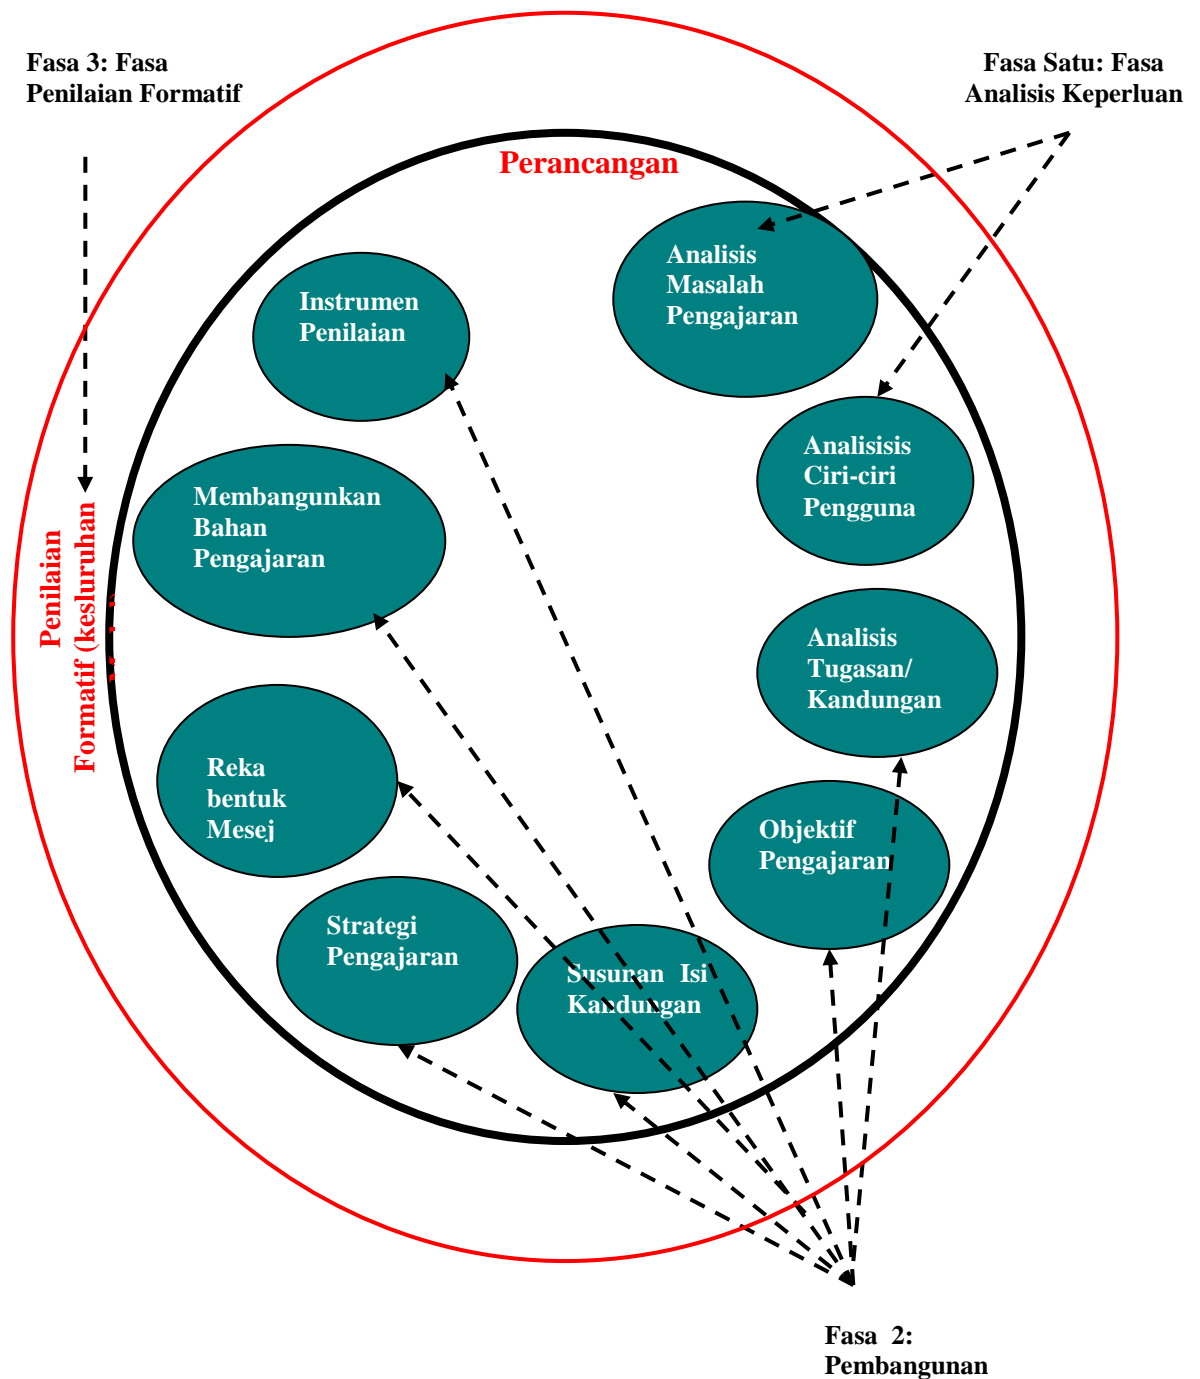 Fasa 3: Fasa
Penilaian Formatif
Fasa Satu: Fasa
Analisis Keperluan
Perancangan
Analisis
Masalah
Pengajaran
Instrumen
Penilaian
Analisisis
Ciri-ciri
Pengguna
Membangunkan
Bahan
Pengajaran
Penilaian
Formatif (kesluruhan
Analisis
Tugasan/
Kandungan
Reka
bentuk
Mesej
Objektif
Pengajaran
Strategi
Pengajaran
Susunan Isi
Kandungan
Fasa 2:
Pembangunan